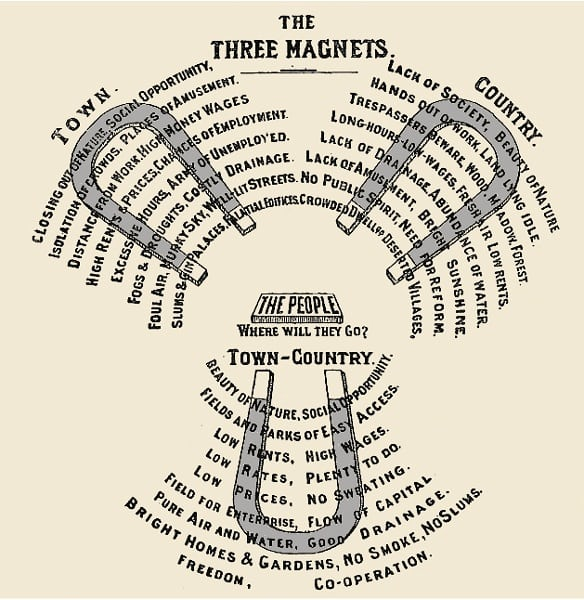 THE
THREE MAGNETS.
TOWN.
CLOSING OUT OF NATURE. SOCIAL OPPORTUNITY,
ISOLATION OF CROWDS. PLACES OF AMUSEMENT.
DISTANCE FROM WORK. HIGH MONEY WAGES
HIGH RENTS & PRICES. CHANCES OF EMPLOYMENT.
EXCESSIVE HOURS. ARMY OF UNEMPLOYED.
FOGS & DROUGHTS. COSTLY DRAINAGE.
FOUL AIR. MURKY SKY. WELL LIT STREETS.
SLUMS & GIN PALACES. PALATIAL EDIFICES.
COUNTRY.
LACK OF SOCIETY, BEAUTY OF NATURE
HANDS OUT OF WORK, LAND LYING IDLE.
TRESPASSERS BEWARE. WOOD, MEADOW, FOREST.
LONG-HOURS-LOW-WAGES. FRESH AIR LOW RENTS.
LACK OF DRAINAGE. ABUNDANCE OF WATER.
LACK OF AMUSEMENT. BRIGHT SUNSHINE.
NO PUBLIC SPIRIT. NEED FOR REFORM.
CROWDED DESERTED VILLAGES,
THE PEOPLE
WHERE WILL THEY GO?
TOWN-COUNTRY.
BEAUTY OF NATURE, SOCIAL OPPORTUNITY.
FIELDS AND PARKS OF EASY ACCESS.
LOW RENTS, HIGH WAGES.
LOW RATES, PLENTY TO DO.
LOW PRICES, NO SWEATING.
FIELD FOR ENTERPRISE, FLOW OF CAPITAL
PURE AIR AND WATER, GOOD DRAINAGE.
BRIGHT HOMES & GARDENS, NO SMOKE, NO SLUMS.
FREEDOM, CO-OPERATION.